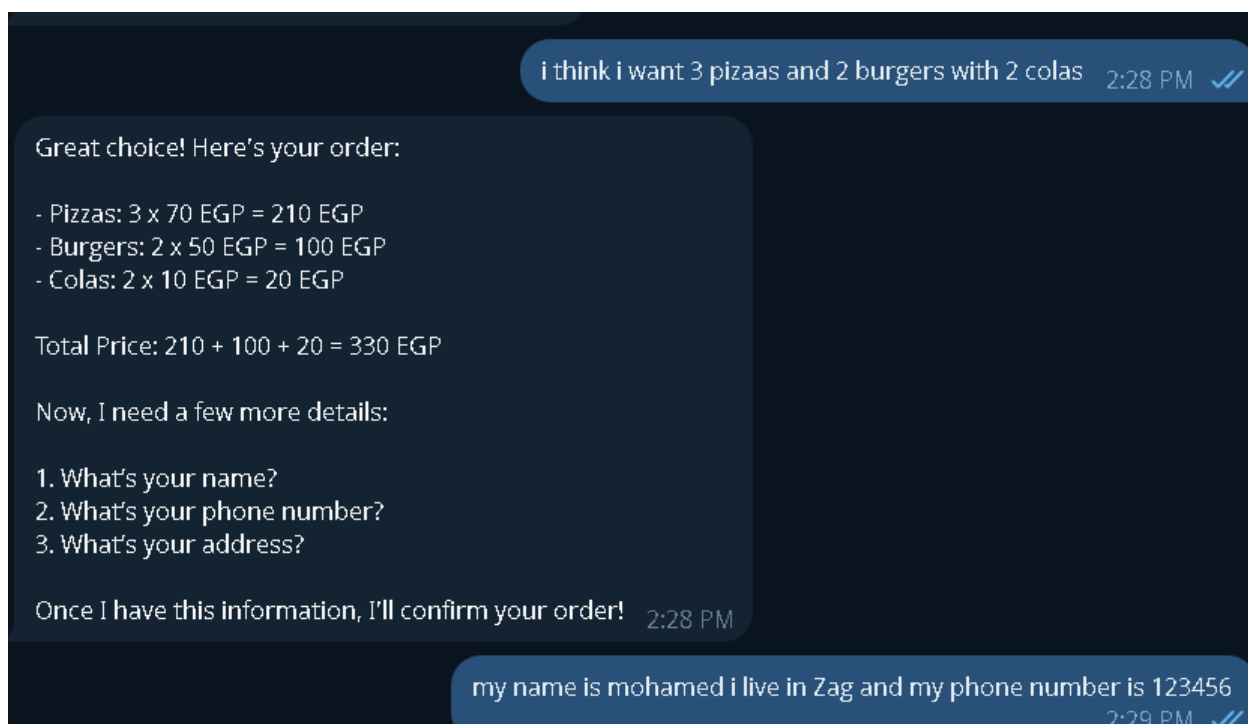 i think i want 3 pizaas and 2 burgers with 2 colas 2:28 PM
Great choice! Here's your order:
- Pizzas: 3 x 70 EGP = 210 EGP
- Burgers: 2 x 50 EGP = 100 EGP
- Colas: 2 x 10 EGP = 20 EGP
Total Price: 210 + 100 + 20 = 330 EGP
Now, I need a few more details:
1. What's your name?
2. What's your phone number?
3. What's your address?
Once I have this information, I'll confirm your order! 2:28 PM
my name is mohamed i live in Zag and my phone number is 123456
2:29 PM